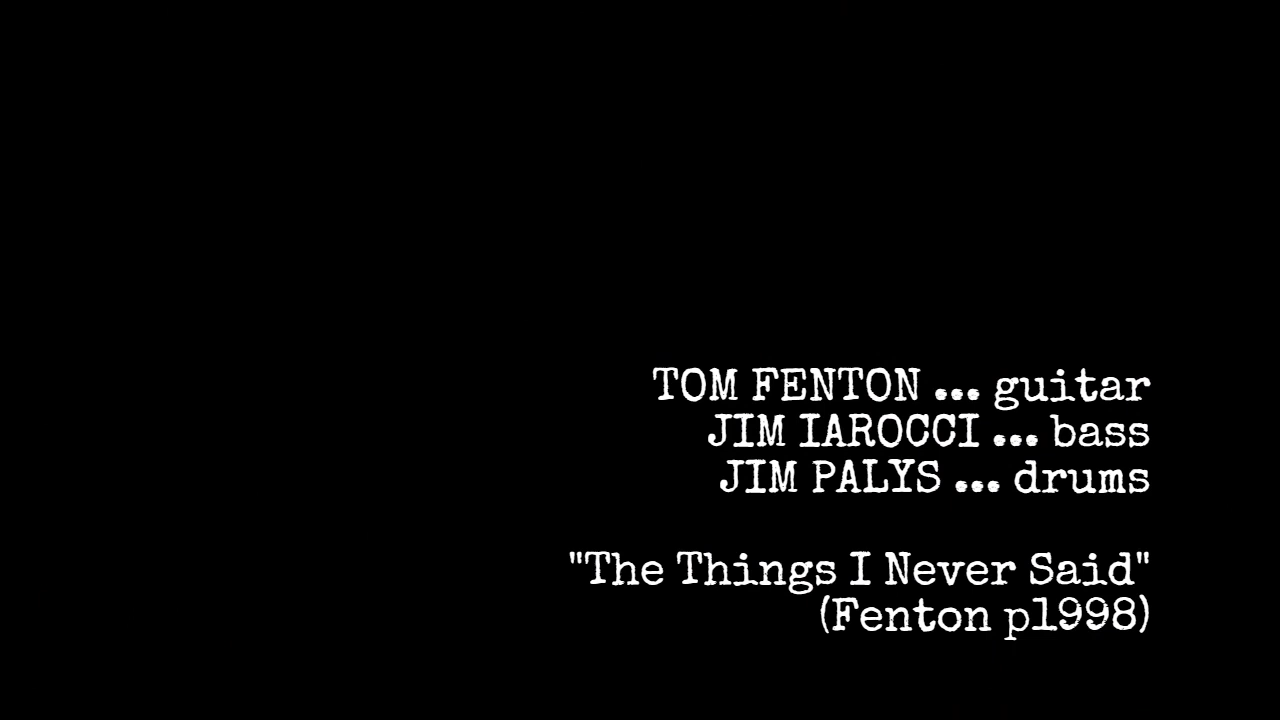 TOM FENTON ... guitar
JIM IAROCCI ... bass
JIM PALYS ... drums
"The Things I Never Said"
(Fenton p1998)